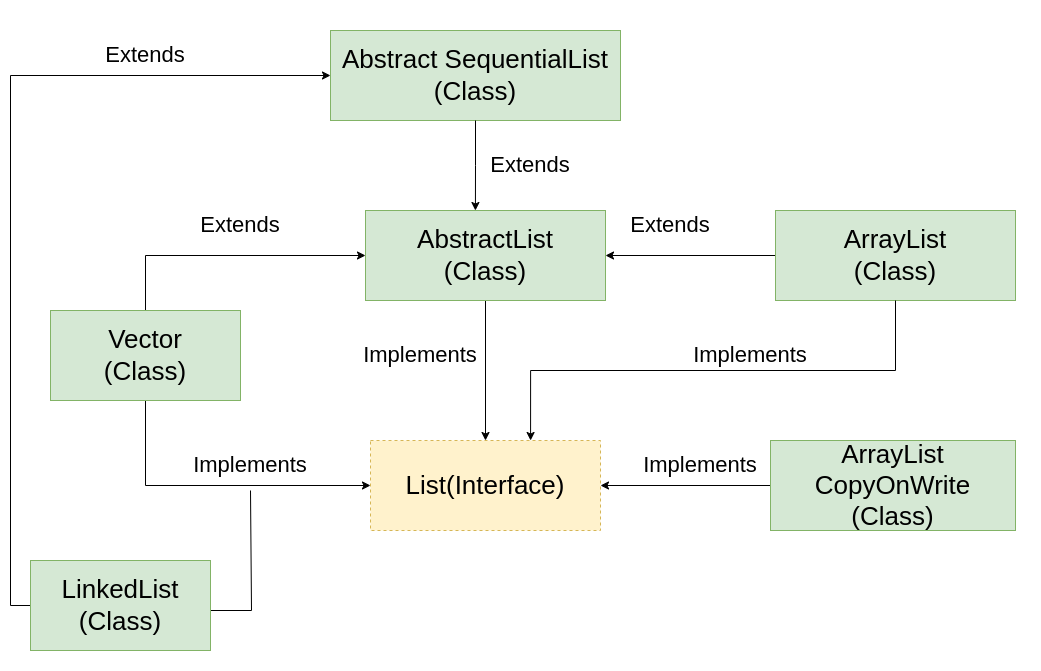 Extends
Abstract SequentialList
(Class)
Extends
Extends
AbstractList
(Class)
Extends
ArrayList
(Class)
Vector
(Class)
Implements
Implements
Implements
List(Interface)
Implements
ArrayList
CopyOnWrite
(Class)
LinkedList
(Class)